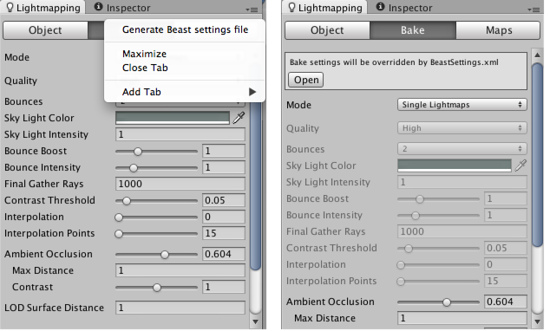 Lightmapping
Inspector
Object
Generate Beast settings file
Maximize
Close Tab
Add Tab
Mode
Quality
Bounces
Sky Light Color
Sky Light Intensity 1
Bounce Boost 1
Bounce Intensity 1
Final Gather Rays 1000
Contrast Threshold 0.05
Interpolation 0
Interpolation Points 15
Ambient Occlusion 0.604
Max Distance 1
Contrast 1
LOD Surface Distance 1
Lightmapping
Inspector
Object Bake Maps
Bake settings will be overridden by BeastSettings.xml
Open
Mode Single Lightmaps
Quality High
Bounces 2
Sky Light Color
Sky Light Intensity 1
Bounce Boost 1
Bounce Intensity 1
Final Gather Rays 1000
Contrast Threshold 0.05
Interpolation 0
Interpolation Points 15
Ambient Occlusion 0.604
Max Distance 1